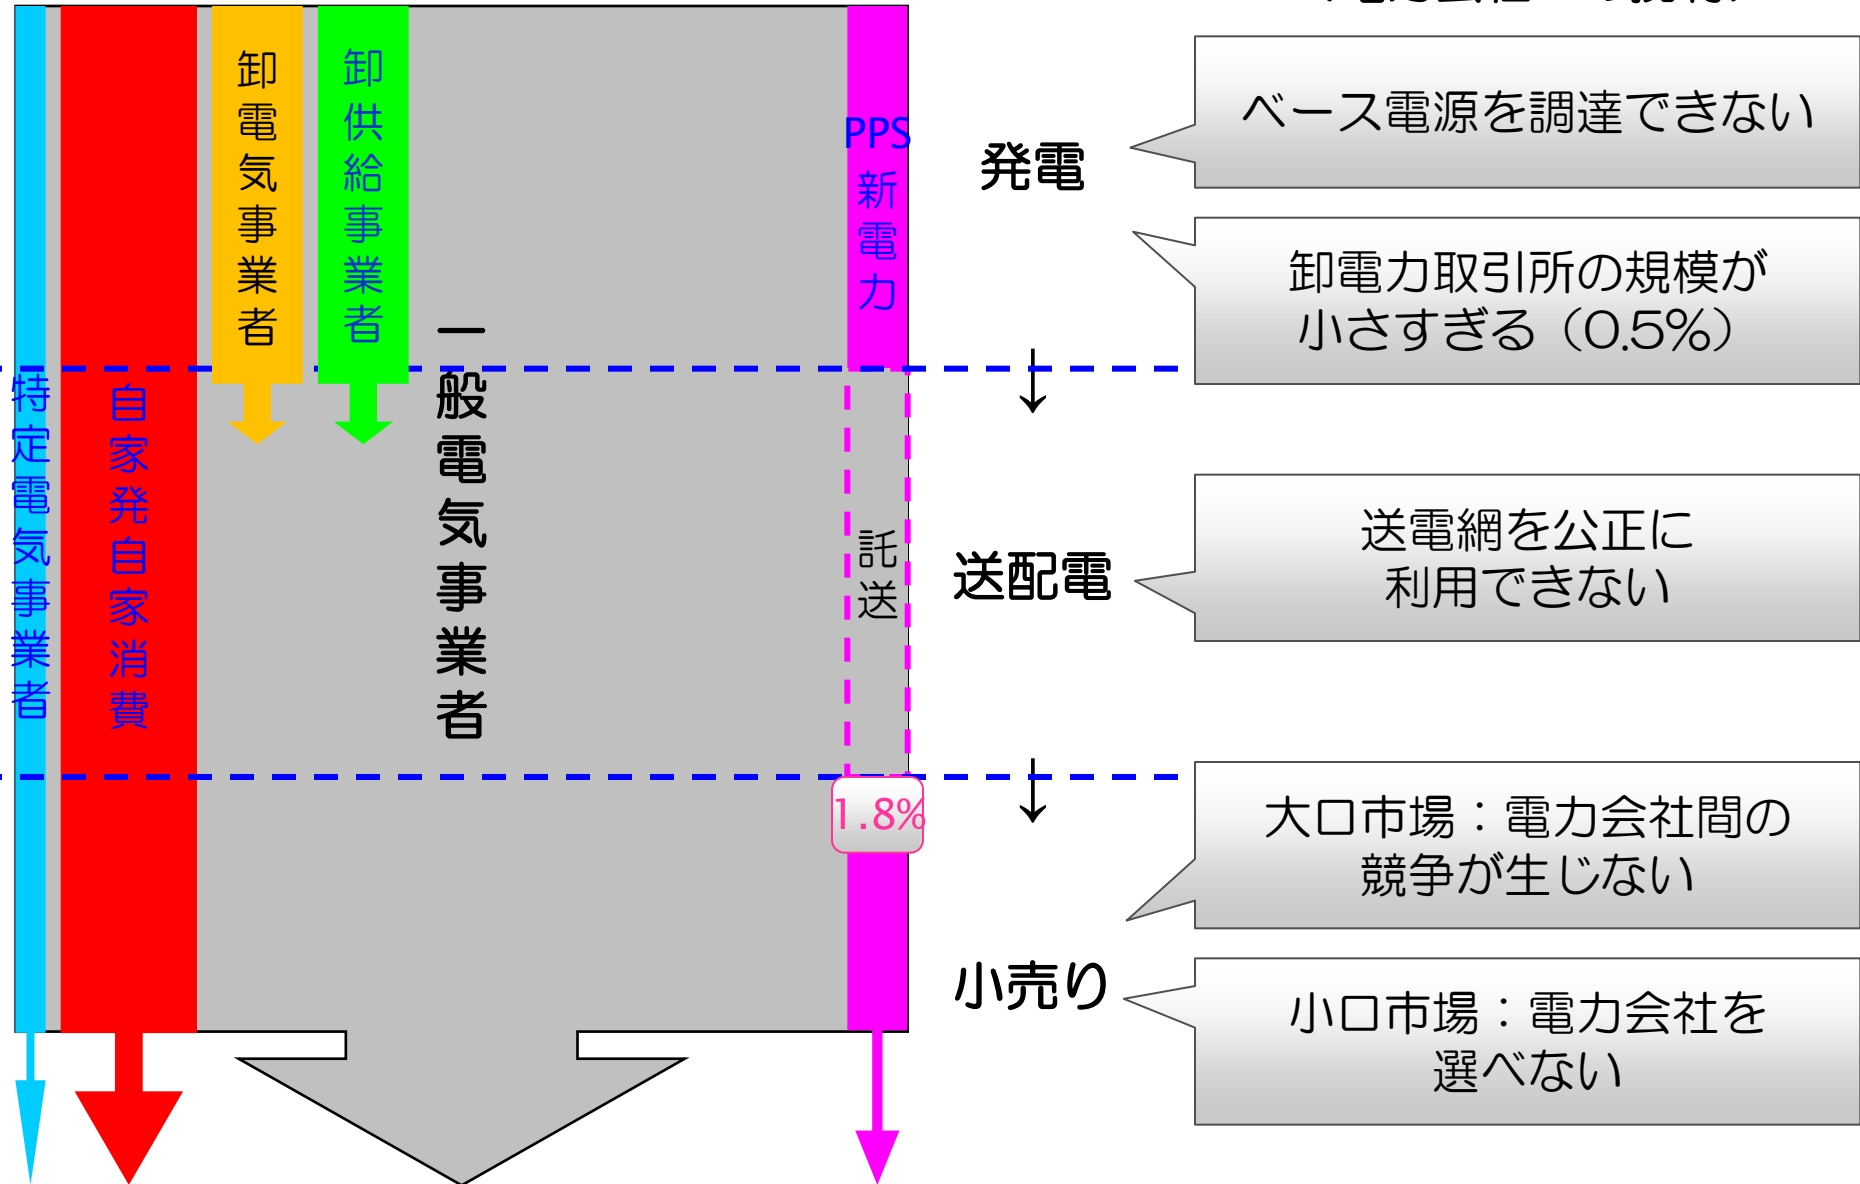 ベース電源を調達できない
卸電力取引所の規模が
小さすぎる（0.5%）
送電網を公正に
利用できない
大口市場：電力会社間の
競争が生じない
小口市場：電力会社を
選べない
発電
↓
送配電
↓
小売り
特定電気事業者
自家発自家消費
卸電気事業者
卸供給事業者
一般電気事業者
PPS
新電力
託送
1.8%